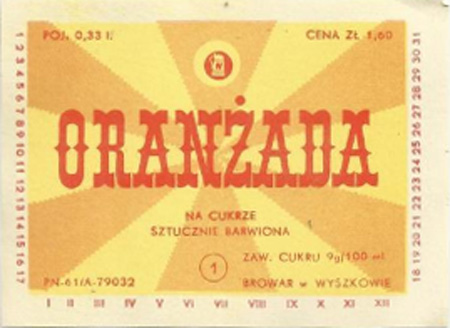 POJ. 0,33 l. CENA ZŁ 1,60
ORANŻADA
NA CUKRZE
SZTUCZNIE BARWIONA
1
ZAW. CUKRU 9g/100 ml
PN-61/A-79032 BROWAR w WYSZKOWIE
1 2 3 4 5 6 7 8 9 10 11 12 13 14 15 16 17
18 19 20 21 22 23 24 25 26 27 28 29 30 31
I II III IV V VI VII VIII IX X XI XII